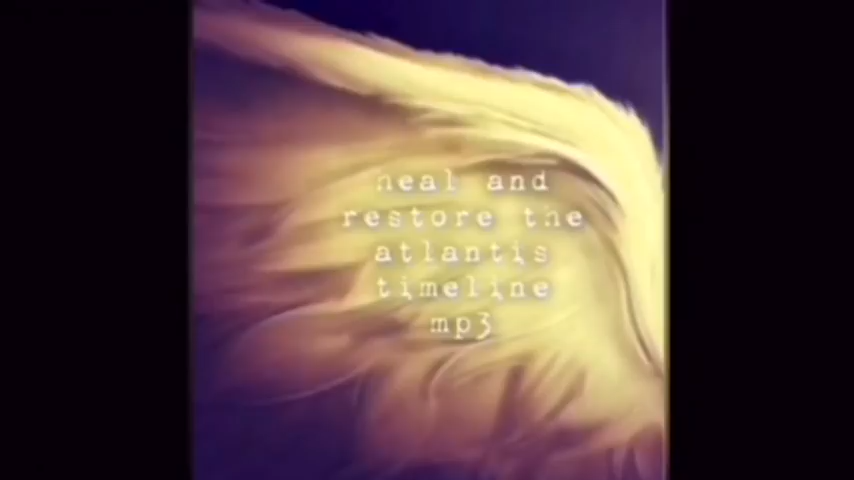 heal and
restore the
atlantis
timeline
mp3